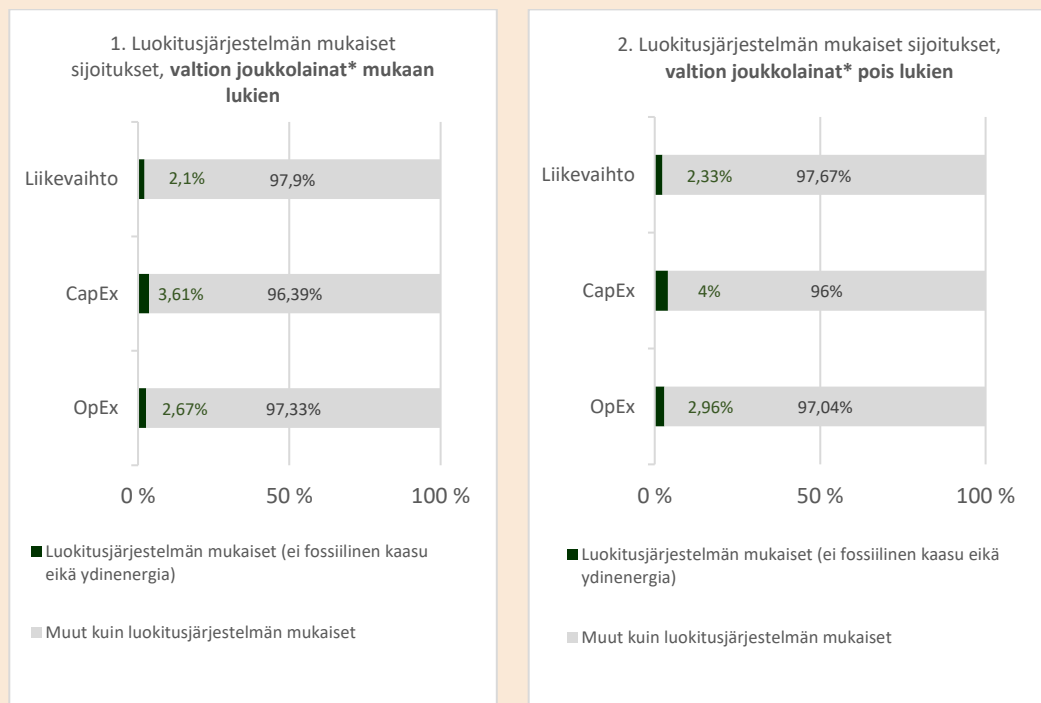 1. Luokitusjärjestelmän mukaiset
sijoitukset, valtion joukkolainat* mukaan
lukien
Liikevaihto
2,1%
97,9%
CapEx
3,61%
96,39%
OpEx
2,67%
97,33%
0 %
50 %
100 %
Luokitusjärjestelmän mukaiset (ei fossiilinen kaasu
eikä ydinenergia)
Muut kuin luokitusjärjestelmän mukaiset
2. Luokitusjärjestelmän mukaiset sijoitukset,
valtion joukkolainat* pois lukien
Liikevaihto
2,33%
97,67%
CapEx
4%
96%
OpEx
2,96%
97,04%
0 %
50 %
100 %
Luokitusjärjestelmän mukaiset (ei fossiilinen kaasu eikä
ydinenergia)
Muut kuin luokitusjärjestelmän mukaiset